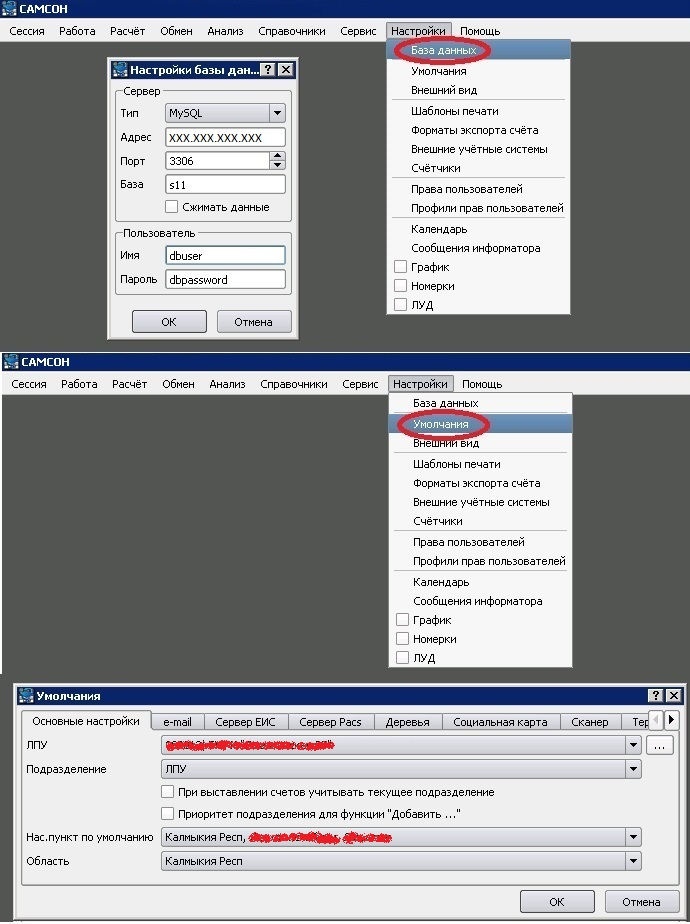 САМСОН
Сессия Работа Расчёт Обмен Анализ Справочники Сервис Настройки Помощь
База данных
Умолчания
Внешний вид
Шаблоны печати
Форматы экспорта счёта
Внешние учётные системы
Счётчики
Права пользователей
Профили прав пользователей
Календарь
Сообщения информатора
График
Номерки
ЛУД
Настройки базы дан...
Сервер
Тип MySQL
Адрес XXX.XXX.XXX.XXX
Порт 3306
База s11
Сжимать данные
Пользователь
Имя dbuser
Пароль dbpassword
ОК Отмена
САМСОН
Сессия Работа Расчёт Обмен Анализ Справочники Сервис Настройки Помощь
База данных
Умолчания
Внешний вид
Шаблоны печати
Форматы экспорта счёта
Внешние учётные системы
Счётчики
Права пользователей
Профили прав пользователей
Календарь
Сообщения информатора
График
Номерки
ЛУД
Умолчания
Основные настройки e-mail Сервер ЕИС Сервер Pacs Деревья Социальная карта Сканер Тер
ЛПУ ...
Подразделение ЛПУ
При выставлении счетов учитывать текущее подразделение
Приоритет подразделения для функции "Добавить ..."
Нас.пункт по умолчанию Калмыкия Респ,
Область Калмыкия Респ
ОК Отмена